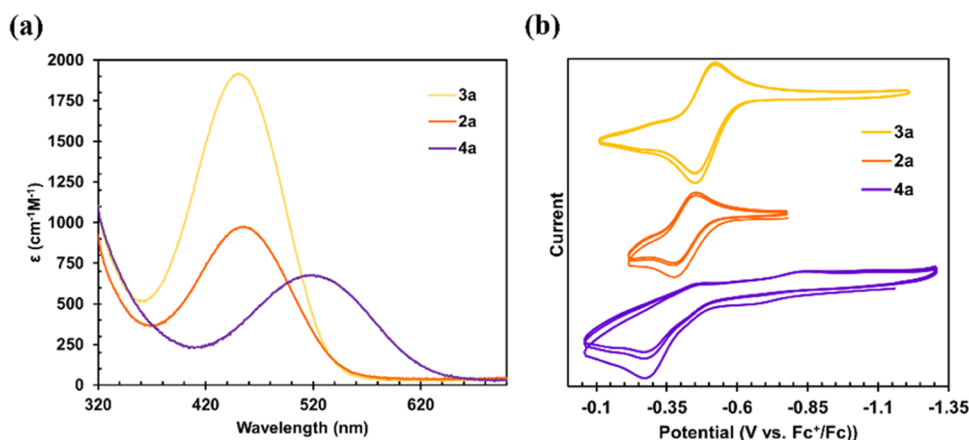 (a)
2000
1750
1500
1250
1000
750
500
250
0
ε (cm⁻¹M⁻¹)
3a
2a
4a
320 420 520 620
Wavelength (nm)
(b)
Current
3a
2a
4a
-0.1 -0.35 -0.6 -0.85 -1.1 -1.35
Potential (V vs. Fc⁺/Fc))